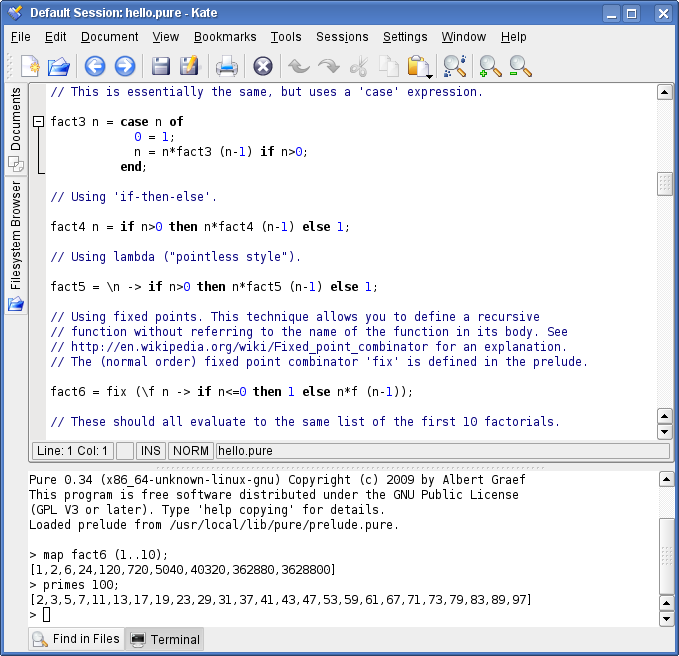 Default Session: hello.pure - Kate
File Edit Document View Bookmarks Tools Sessions Settings Window Help
Documents
Filesystem Browser
// This is essentially the same, but uses a 'case' expression.
fact3 n = case n of
0 = 1;
n = n*fact3 (n-1) if n>0;
end;
// Using 'if-then-else'.
fact4 n = if n>0 then n*fact4 (n-1) else 1;
// Using lambda ("pointless style").
fact5 = \n -> if n>0 then n*fact5 (n-1) else 1;
// Using fixed points. This technique allows you to define a recursive
// function without referring to the name of the function in its body. See
// http://en.wikipedia.org/wiki/Fixed_point_combinator for an explanation.
// The (normal order) fixed point combinator 'fix' is defined in the prelude.
fact6 = fix (\f n -> if n<=0 then 1 else n*f (n-1));
// These should all evaluate to the same list of the first 10 factorials.
Line: 1 Col: 1 INS NORM hello.pure
Pure 0.34 (x86_64-unknown-linux-gnu) Copyright (c) 2009 by Albert Graef
This program is free software distributed under the GNU Public License
(GPL V3 or later). Type 'help copying' for details.
Loaded prelude from /usr/local/lib/pure/prelude.pure.
> map fact6 (1..10);
[1,2,6,24,120,720,5040,40320,362880,3628800]
> primes 100;
[2,3,5,7,11,13,17,19,23,29,31,37,41,43,47,53,59,61,67,71,73,79,83,89,97]
>
Find in Files Terminal